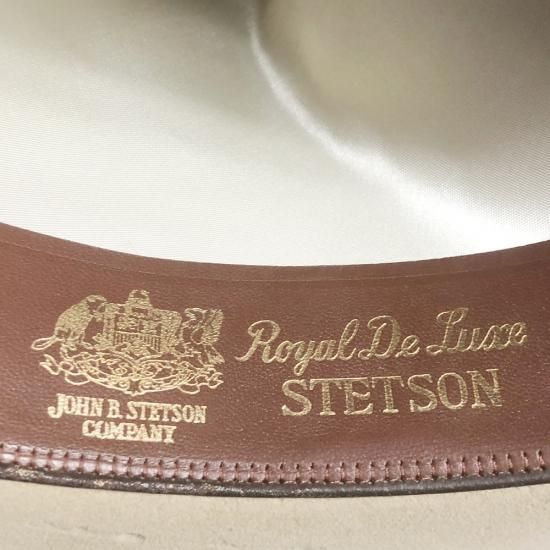 JOHN B. STETSON
COMPANY
Royal De Luxe
STETSON